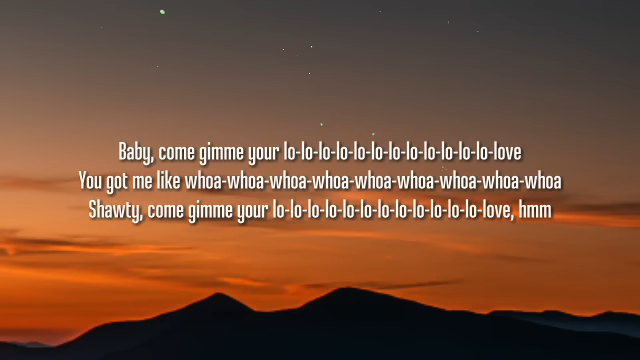 Baby, come gimme your lo-lo-lo-lo-lo-lo-lo-lo-lo-lo-lo-lo-love
You got me like whoa-whoa-whoa-whoa-whoa-whoa-whoa-whoa-whoa
Shawty, come gimme your lo-lo-lo-lo-lo-lo-lo-lo-lo-lo-lo-lo-love, hmm